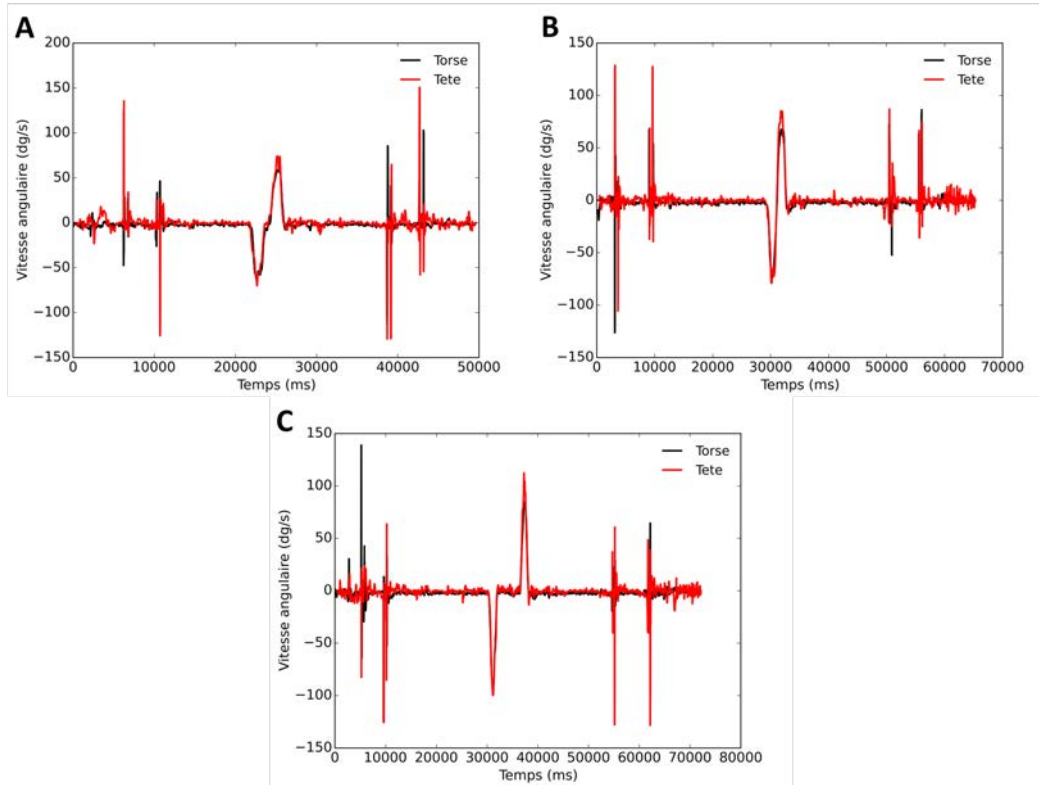 A
200
150
100
50
0
−50
−100
−150
0 10000 20000 30000 40000 50000
Vitesse angulaire (dg/s)
Temps (ms)
Torse
Tete
B
150
100
50
0
−50
−100
−150
0 10000 20000 30000 40000 50000 60000 70000
Vitesse angulaire (dg/s)
Temps (ms)
Torse
Tete
C
150
100
50
0
−50
−100
−150
0 10000 20000 30000 40000 50000 60000 70000 80000
Vitesse angulaire (dg/s)
Temps (ms)
Torse
Tete